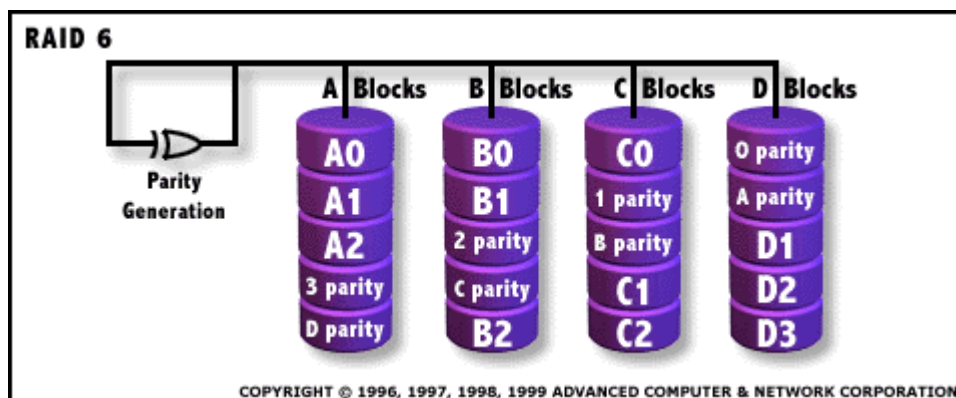 RAID 6
A Blocks B Blocks C Blocks D Blocks
Parity
Generation
A0 B0 C0 0 parity
A1 B1 1 parity A parity
A2 2 parity B parity D1
3 parity C parity C1 D2
D parity B2 C2 D3
COPYRIGHT © 1996, 1997, 1998, 1999 ADVANCED COMPUTER & NETWORK CORPORATION